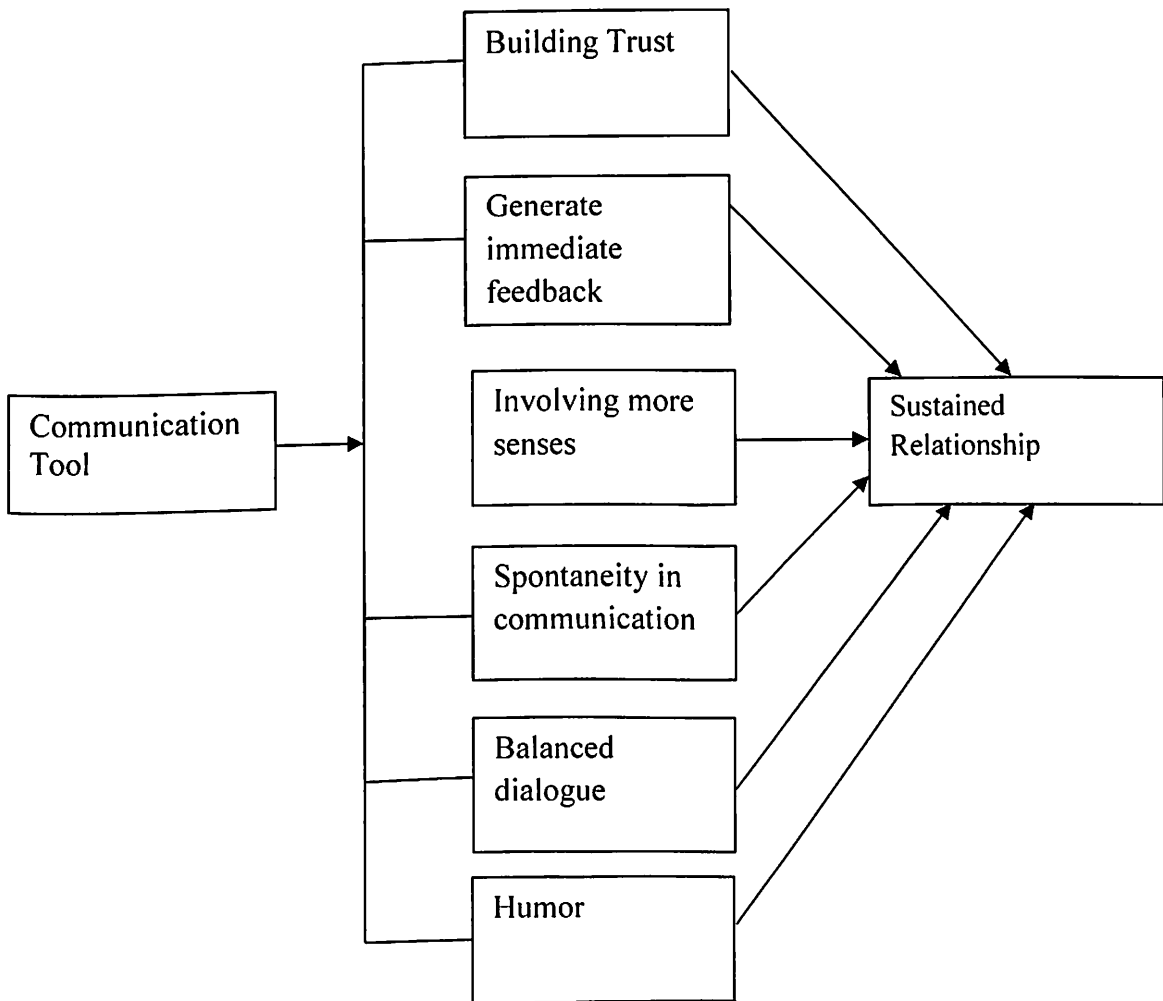 Building Trust
Generate
immediate
feedback
Involving more
senses
Communication
Tool
Sustained
Relationship
Spontaneity in
communication
Balanced
dialogue
Humor